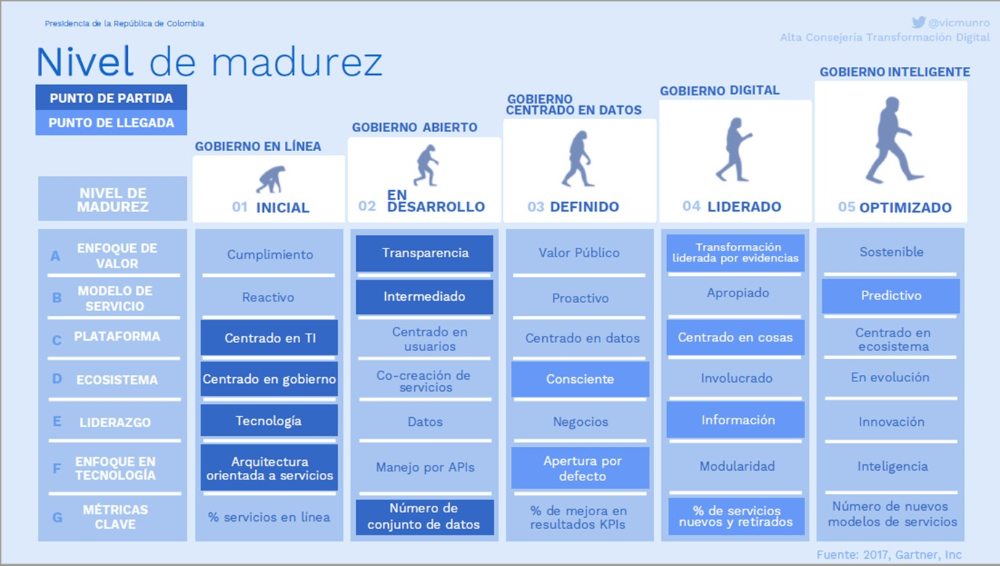 Presidencia de la República de Colombia
@vicmunro
Alta Consejería Transformación Digital
Nivel de madurez
PUNTO DE PARTIDA
PUNTO DE LLEGADA
GOBIERNO EN LÍNEA
GOBIERNO ABIERTO
GOBIERNO
CENTRADO EN DATOS
GOBIERNO DIGITAL
GOBIERNO INTELIGENTE
NIVEL DE
MADUREZ
01 INICIAL
02 EN
DESARROLLO
03 DEFINIDO
04 LIDERADO
05 OPTIMIZADO
A ENFOQUE DE
VALOR
Cumplimiento
Transparencia
Valor Público
Transformación
liderada por evidencias
Sostenible
B MODELO DE
SERVICIO
Reactivo
Intermediado
Proactivo
Apropiado
Predictivo
C PLATAFORMA
Centrado en TI
Centrado en
usuarios
Centrado en datos
Centrado en cosas
Centrado en
ecosistema
D ECOSISTEMA
Centrado en gobierno
Co-creación de
servicios
Consciente
Involucrado
En evolución
E LIDERAZGO
Tecnología
Datos
Negocios
Información
Innovación
F ENFOQUE EN
TECNOLOGÍA
Arquitectura
orientada a servicios
Manejo por APIs
Apertura por
defecto
Modularidad
Inteligencia
G MÉTRICAS
CLAVE
% servicios en línea
Número de
conjunto de datos
% de mejora en
resultados KPIs
% de servicios
nuevos y retirados
Número de nuevos
modelos de servicios
Fuente: 2017, Gartner, Inc